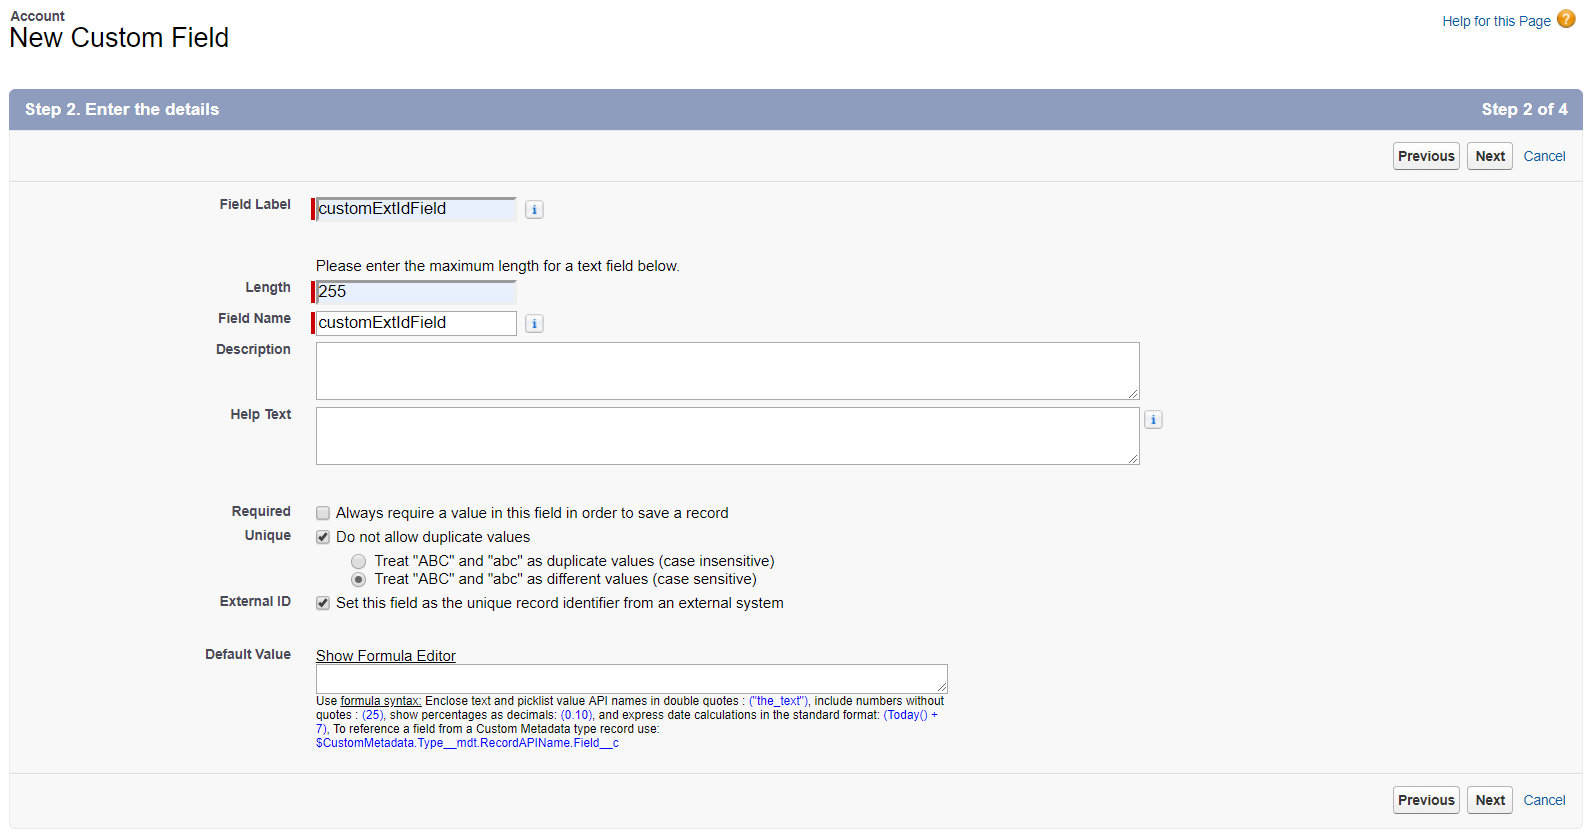 Account
New Custom Field
Help for this Page ?
Step 2. Enter the details
Step 2 of 4
Previous Next Cancel
Field Label customExtIdField i
Please enter the maximum length for a text field below.
Length 255
Field Name customExtIdField i
Description
Help Text i
Required Always require a value in this field in order to save a record
Unique Do not allow duplicate values
Treat "ABC" and "abc" as duplicate values (case insensitive)
Treat "ABC" and "abc" as different values (case sensitive)
External ID Set this field as the unique record identifier from an external system
Default Value Show Formula Editor
Use formula syntax: Enclose text and picklist value API names in double quotes : ("the_text"), include numbers without
quotes : (25), show percentages as decimals: (0.10), and express date calculations in the standard format: (Today() +
7), To reference a field from a Custom Metadata type record use:
$CustomMetadata.Type__mdt.RecordAPIName.Field__c
Previous Next Cancel